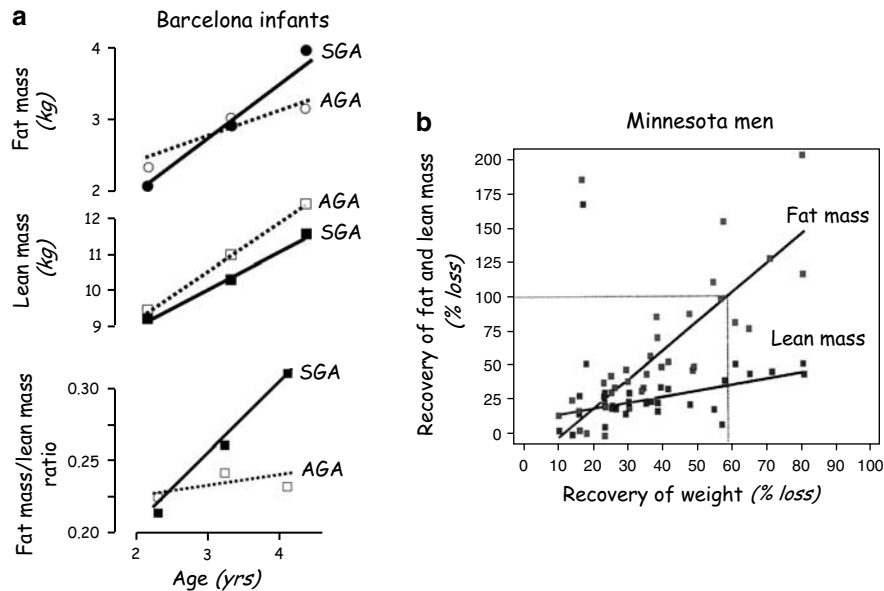 a
Barcelona infants
Fat mass
(kg)
4
3
2
SGA
AGA
Lean mass
(kg)
12
11
10
9
AGA
SGA
Fat mass/lean mass
ratio
0.30
0.25
0.20
SGA
AGA
2 3 4
Age (yrs)
b
Minnesota men
Recovery of fat and lean mass
(% loss)
200
175
150
125
100
75
50
25
0
Fat mass
Lean mass
0 10 20 30 40 50 60 70 80 90 100
Recovery of weight (% loss)